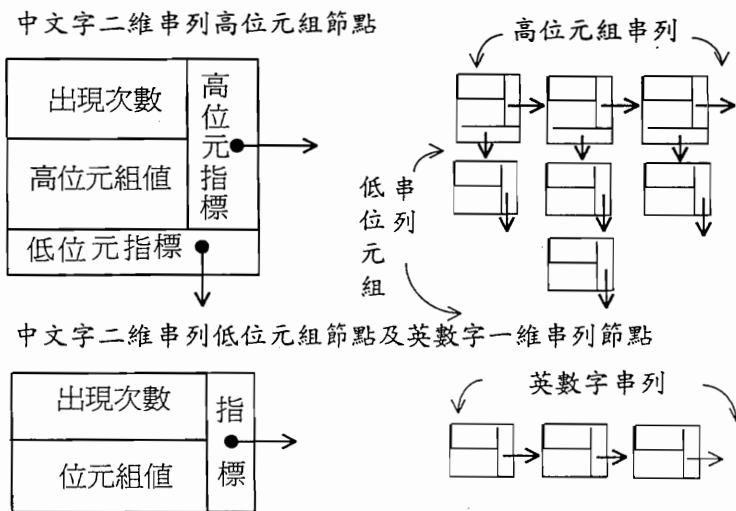 中文字二維串列高位元組節點
出現次數
高位元組值
高位元指標
低位元指標
高位元組串列
低位元組
串列
中文字二維串列低位元組節點及英數字一維串列節點
出現次數
位元組值
指標
英數字串列